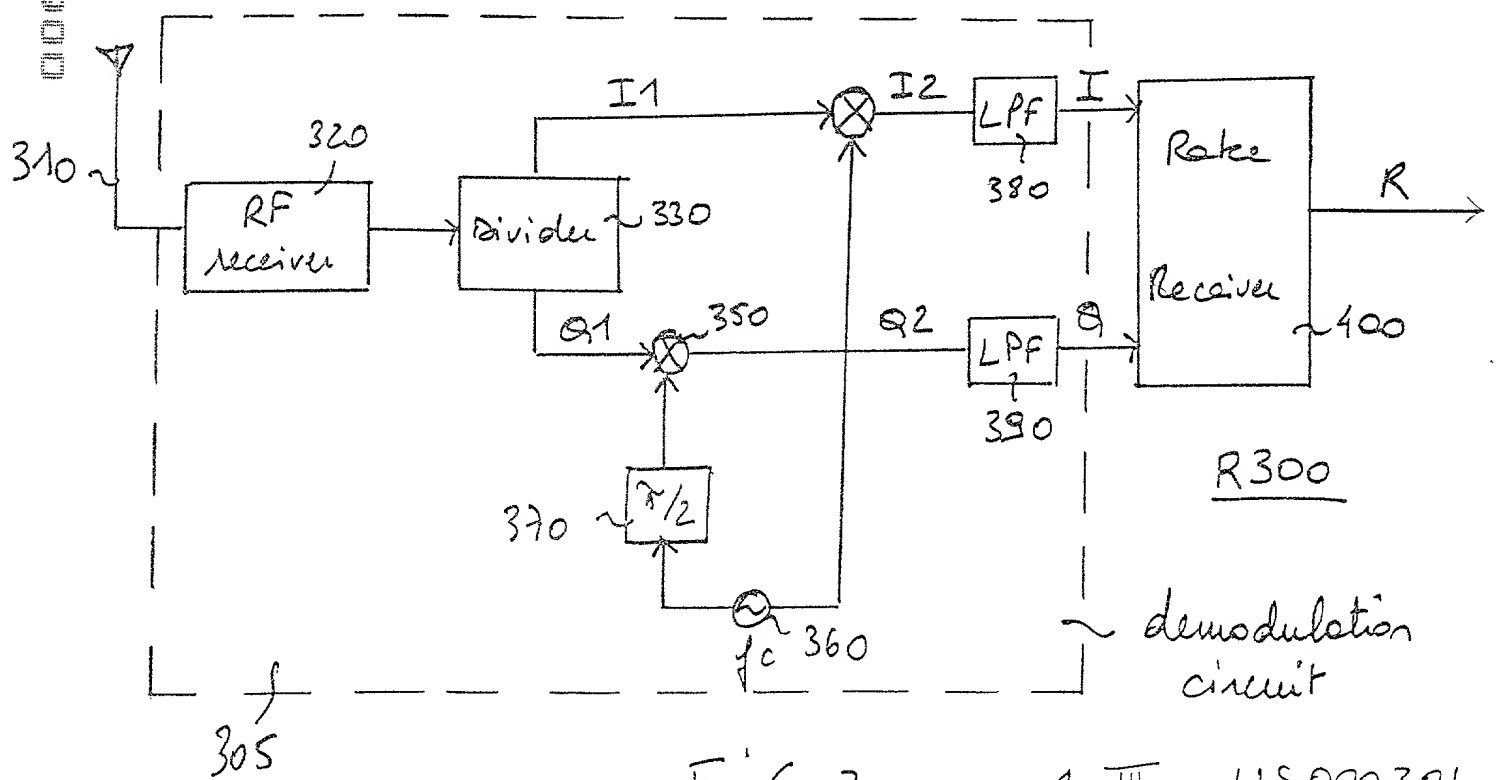 I1
I2
LPF
I
310
320
380
RF
receiver
Divider
330
Rake
Receiver
R
Q1
350
Q2
LPF
Q
400
390
R300
370
π/2
360
fc
demodulation
circuit
305